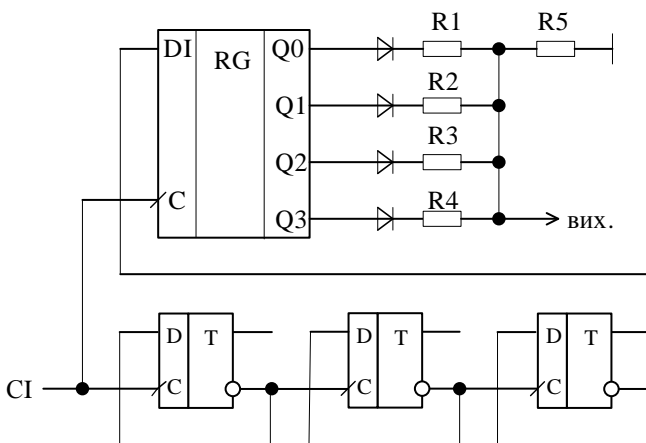 R1 R5
DI RG Q0
R2
Q1
R3
Q2
R4
C Q3 вих.
D T D T D T
CI C C C